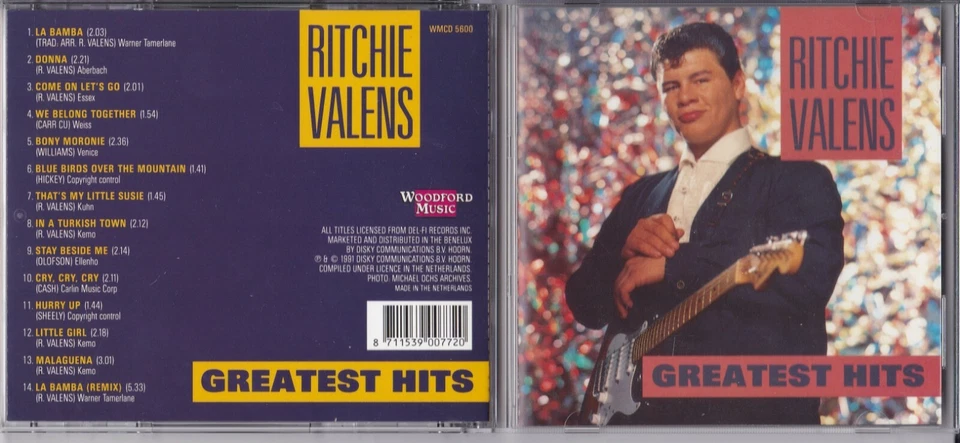 1. LA BAMBA (2.03)
(TRAD. ARR. R. VALENS) Warner Tamerlane
2. DONNA (2.21)
(R. VALENS) Aberbach
3. COME ON LET'S GO (2.01)
(R. VALENS) Essex
4. WE BELONG TOGETHER (1.54)
(CARR CU) Weiss
5. BONY MORONIE (2.36)
(WILLIAMS) Venice
6. BLUE BIRDS OVER THE MOUNTAIN (1.41)
(HICKEY) Copyright control
7. THAT'S MY LITTLE SUSIE (1.45)
(R. VALENS) Kuhn
8. IN A TURKISH TOWN (2.12)
(R. VALENS) Kemo
9. STAY BESIDE ME (2.14)
(OLOFSON) Ellenho
10. CRY, CRY, CRY (2.11)
(CASH) Carlin Music Corp
11. HURRY UP (1.44)
(SHEELY) Copyright control
12. LITTLE GIRL (2.18)
(R. VALENS) Kemo
13. MALAGUENA (3.01)
(R. VALENS) Kemo
14. LA BAMBA (REMIX) (5.33)
(R. VALENS) Warner Tamerlane
RITCHIE
VALENS
WMCD 5600
WOODFORD
MUSIC
ALL TITLES LICENSED FROM DEL-FI RECORDS INC.
MARKETED AND DISTRIBUTED IN THE BENELUX
BY DISKY COMMUNICATIONS B.V. HOORN.
℗ & © 1991 DISKY COMMUNICATIONS B.V. HOORN.
COMPILED UNDER LICENCE IN THE NETHERLANDS.
PHOTO: MICHAEL OCHS ARCHIVES.
MADE IN THE NETHERLANDS
8 711539 007720
GREATEST HITS
RITCHIE
VALENS
GREATEST HITS